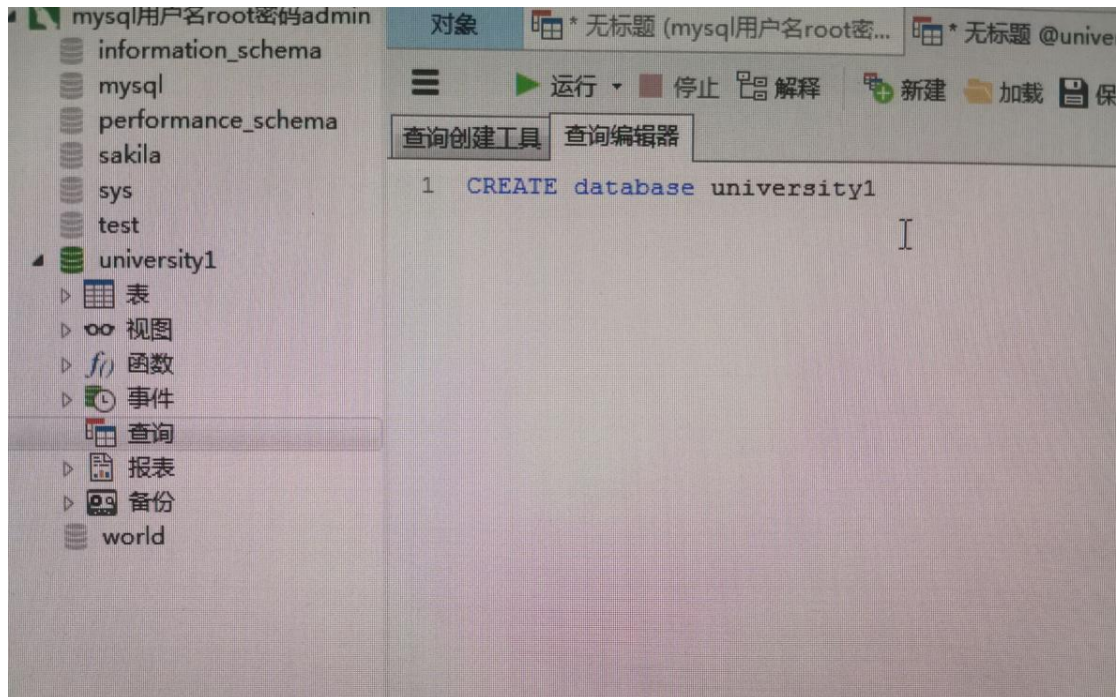 mysql用户名root密码admin
information_schema
mysql
performance_schema
sakila
sys
test
university1
表
视图
函数
事件
查询
报表
备份
world
对象
* 无标题 (mysql用户名root密...
* 无标题 @unive
运行
停止
解释
新建
加载
保
查询创建工具
查询编辑器
1 CREATE database university1